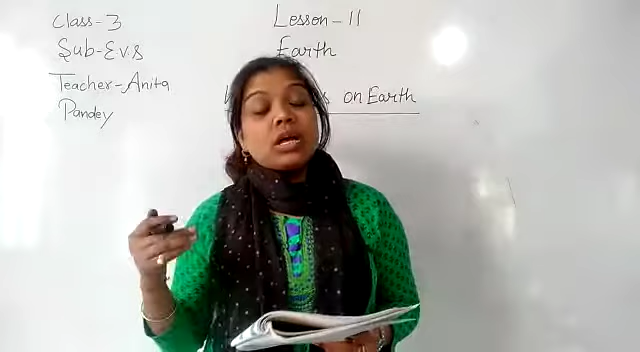 Class-3
Sub-E.V.S
Teacher-Anita
Pandey
Lesson-11
Earth
on Earth